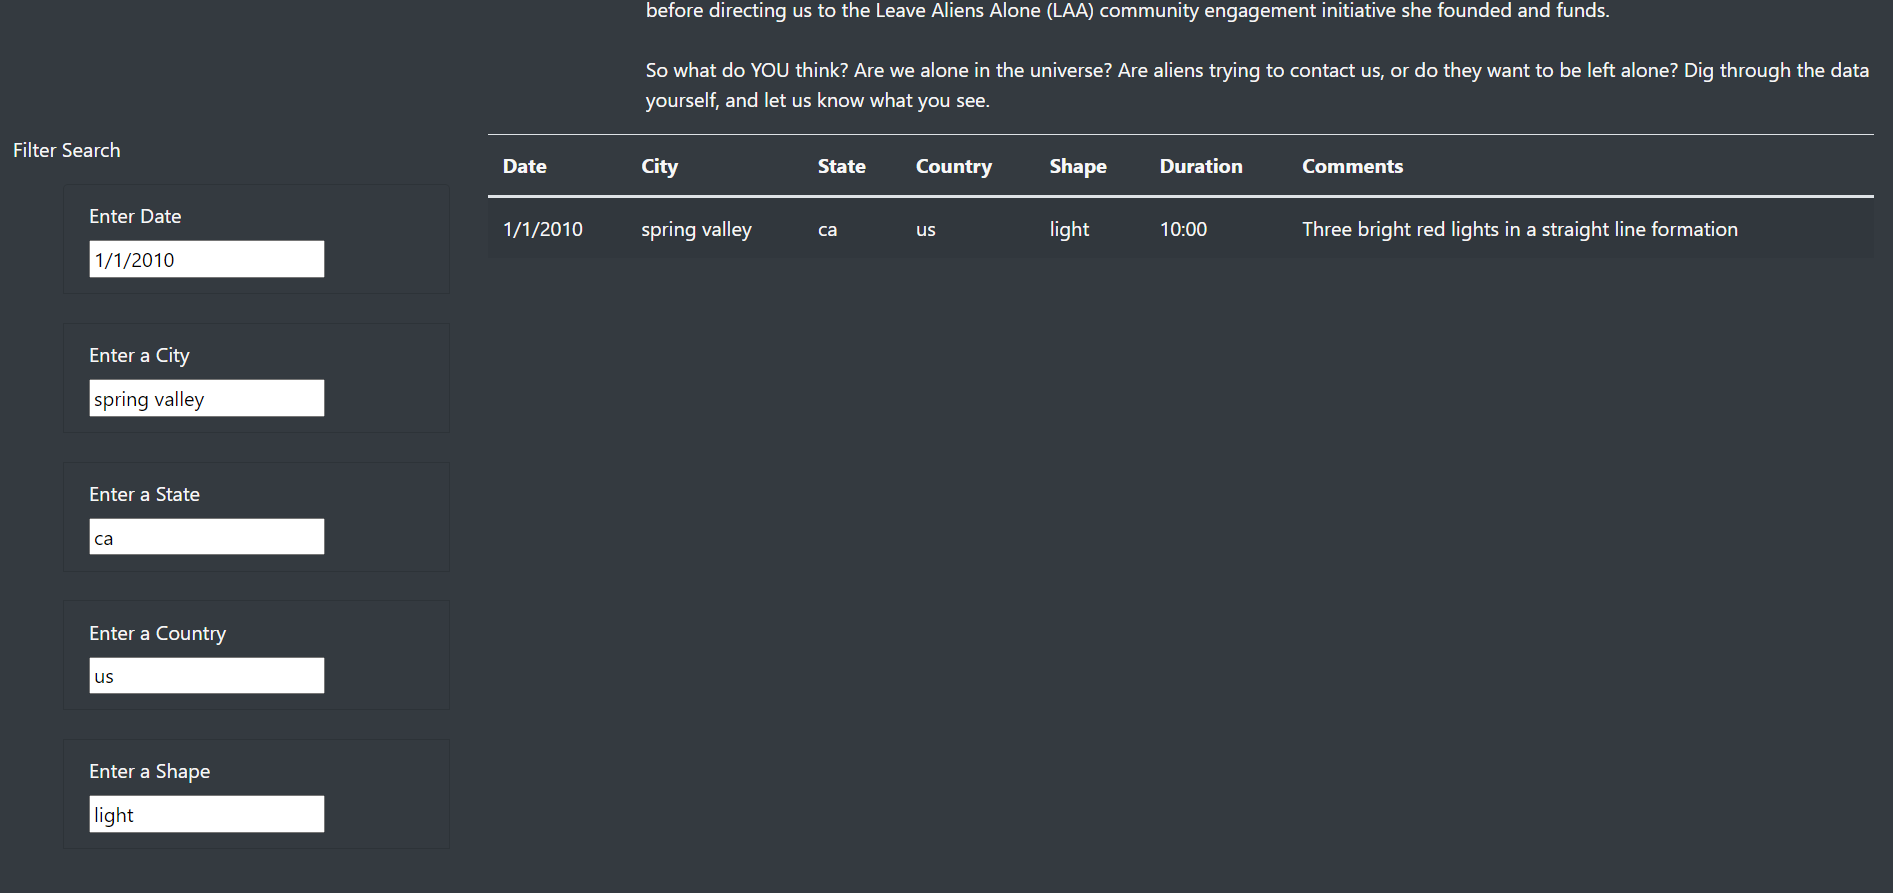 before directing us to the Leave Aliens Alone (LAA) community engagement initiative she founded and funds.
So what do YOU think? Are we alone in the universe? Are aliens trying to contact us, or do they want to be left alone? Dig through the data
yourself, and let us know what you see.
Filter Search
Enter Date
1/1/2010
Enter a City
spring valley
Enter a State
ca
Enter a Country
us
Enter a Shape
light
Date City State Country Shape Duration Comments
1/1/2010 spring valley ca us light 10:00 Three bright red lights in a straight line formation